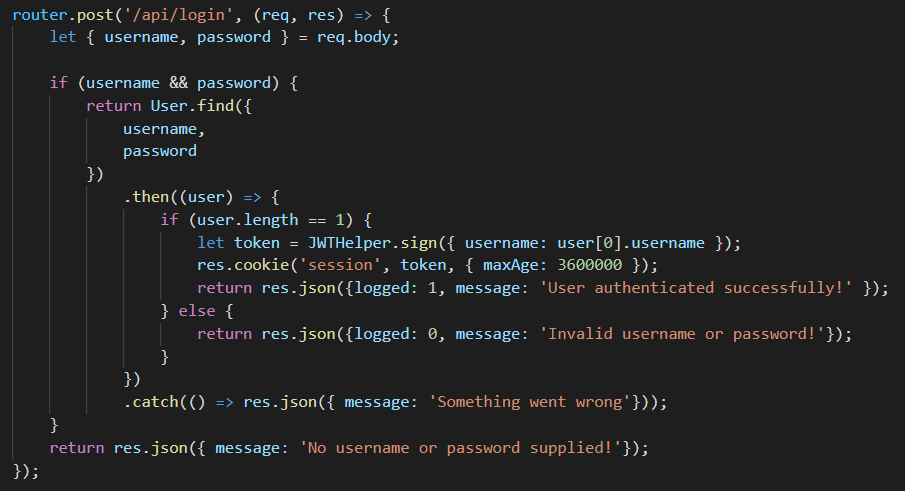 router.post('/api/login', (req, res) => {
    let { username, password } = req.body;

    if (username && password) {
        return User.find({
            username,
            password
        })
            .then((user) => {
                if (user.length == 1) {
                    let token = JWTHelper.sign({ username: user[0].username });
                    res.cookie('session', token, { maxAge: 3600000 });
                    return res.json({logged: 1, message: 'User authenticated successfully!' });
                } else {
                    return res.json({logged: 0, message: 'Invalid username or password!'});
                }
            })
            .catch(() => res.json({ message: 'Something went wrong'}));
    }
    return res.json({ message: 'No username or password supplied!'});
});